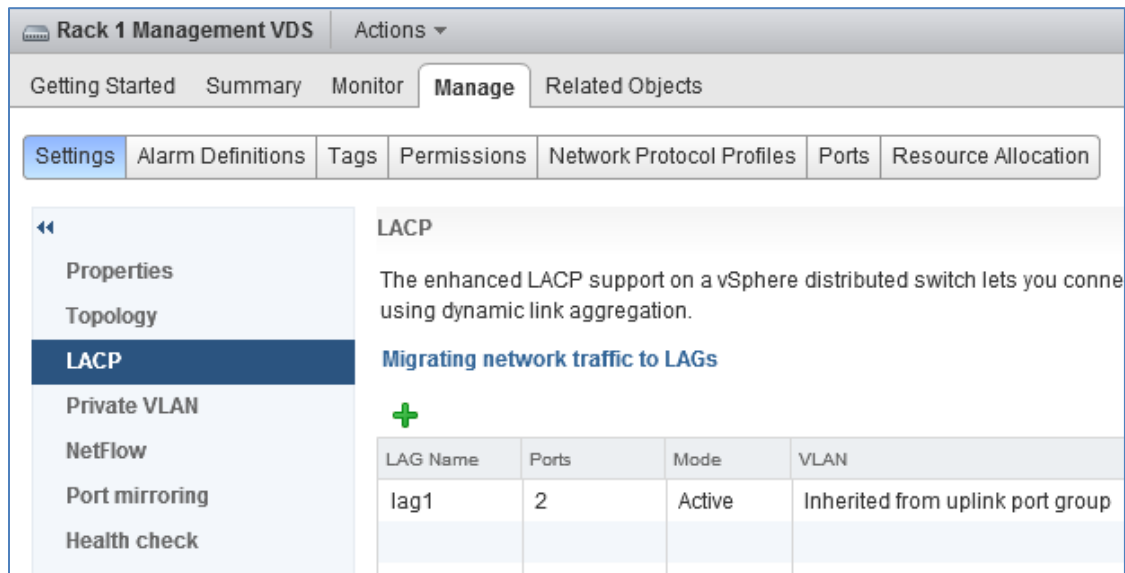 Rack 1 Management VDS Actions
Getting Started Summary Monitor Manage Related Objects
Settings Alarm Definitions Tags Permissions Network Protocol Profiles Ports Resource Allocation
Properties
Topology
LACP
Private VLAN
NetFlow
Port mirroring
Health check
LACP
The enhanced LACP support on a vSphere distributed switch lets you conne
using dynamic link aggregation.
Migrating network traffic to LAGs
LAG Name Ports Mode VLAN
lag1 2 Active Inherited from uplink port group